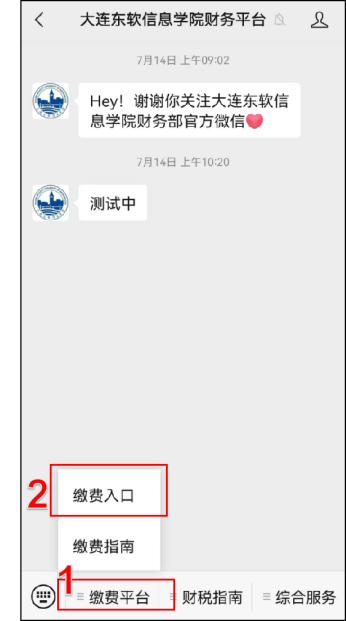 大连东软信息学院财务平台
7月14日 上午09:02
Hey！谢谢你关注大连东软信
息学院财务部官方微信❤
7月14日 上午10:20
测试中
2
缴费入口
缴费指南
1
缴费平台
财税指南
综合服务